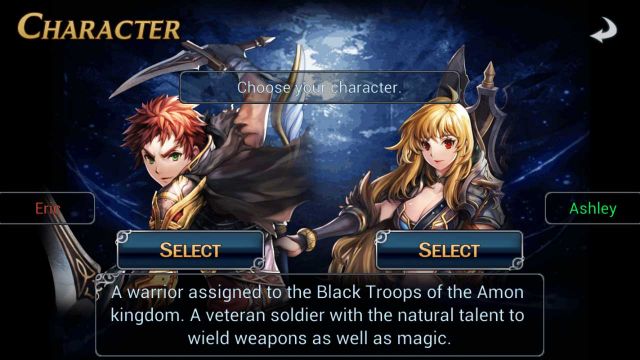 CHARACTER
Choose your character.
Eric
Ashley
SELECT
SELECT
A warrior assigned to the Black Troops of the Amon
kingdom. A veteran soldier with the natural talent to
wield weapons as well as magic.